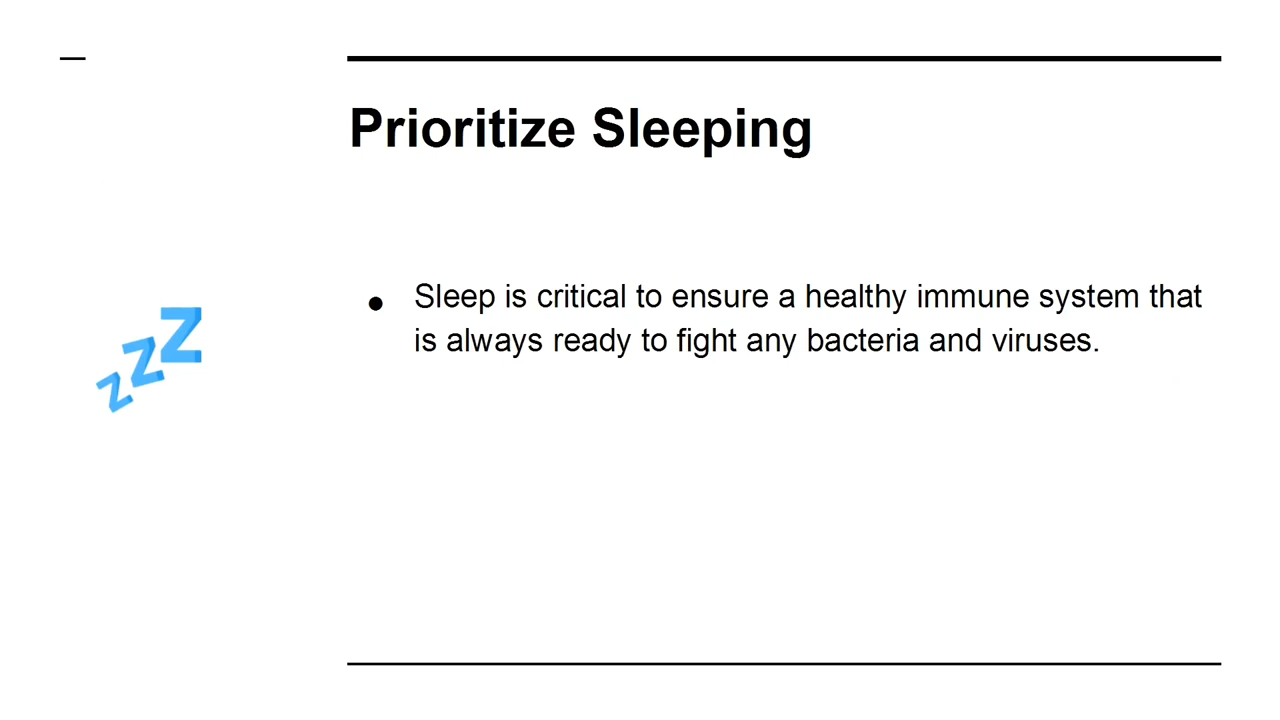 Prioritize Sleeping
● Sleep is critical to ensure a healthy immune system that
is always ready to fight any bacteria and viruses.
zzZ